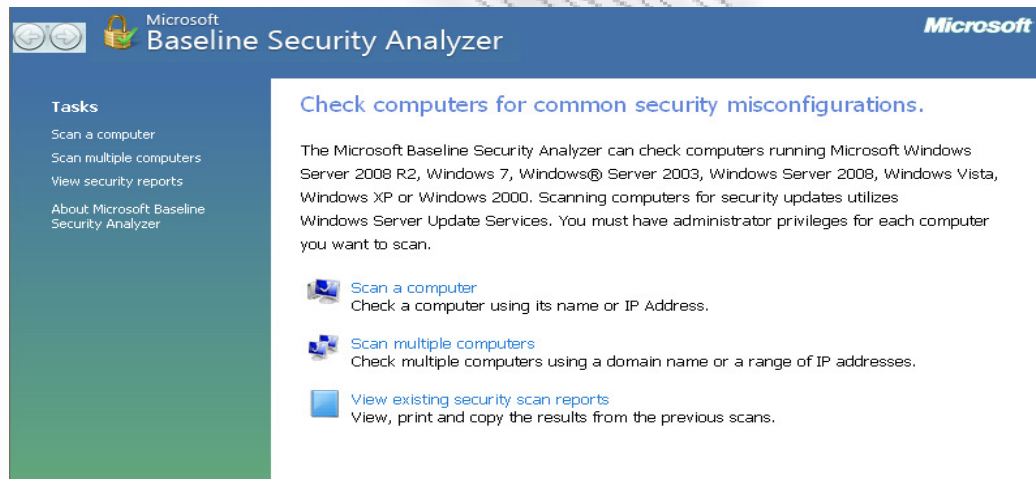 Microsoft
Baseline Security Analyzer
Microsoft
Tasks
Scan a computer
Scan multiple computers
View security reports
About Microsoft Baseline
Security Analyzer
Check computers for common security misconfigurations.
The Microsoft Baseline Security Analyzer can check computers running Microsoft Windows
Server 2008 R2, Windows 7, Windows® Server 2003, Windows Server 2008, Windows Vista,
Windows XP or Windows 2000. Scanning computers for security updates utilizes
Windows Server Update Services. You must have administrator privileges for each computer
you want to scan.
Scan a computer
Check a computer using its name or IP Address.
Scan multiple computers
Check multiple computers using a domain name or a range of IP addresses.
View existing security scan reports
View, print and copy the results from the previous scans.